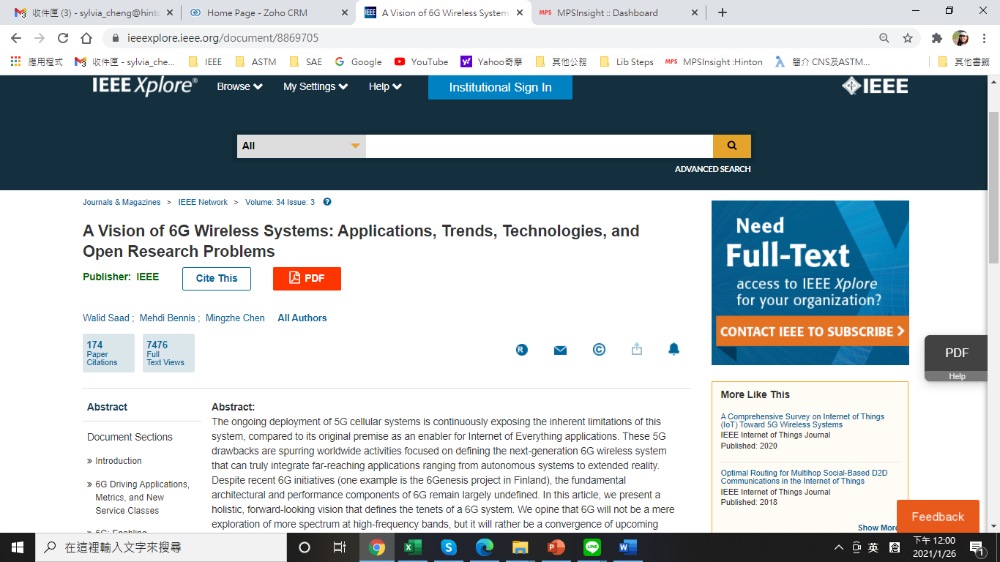 收件匣 (3) - sylvia_cheng@hinto
Home Page - Zoho CRM
A Vision of 6G Wireless System
MPS MPSInsight :: Dashboard
ieeexplore.ieee.org/document/8869705
應用程式 收件匣 - sylvia_che... IEEE ASTM SAE Google YouTube Yahoo奇摩 其他公務 Lib Steps MPS MPSInsight :Hinton 簡介 CNS及ASTM... 其他書籤
IEEE Xplore® Browse My Settings Help Institutional Sign In IEEE
All
ADVANCED SEARCH
Journals & Magazines > IEEE Network > Volume: 34 Issue: 3
A Vision of 6G Wireless Systems: Applications, Trends, Technologies, and
Open Research Problems
Publisher: IEEE Cite This PDF
Walid Saad ; Mehdi Bennis ; Mingzhe Chen All Authors
174
Paper
Citations
7476
Full
Text Views
Abstract
Document Sections
» Introduction
» 6G Driving Applications,
Metrics, and New
Service Classes
» 6G: Enabling
Abstract:
The ongoing deployment of 5G cellular systems is continuously exposing the inherent limitations of this
system, compared to its original premise as an enabler for Internet of Everything applications. These 5G
drawbacks are spurring worldwide activities focused on defining the next-generation 6G wireless system
that can truly integrate far-reaching applications ranging from autonomous systems to extended reality.
Despite recent 6G initiatives (one example is the 6Genesis project in Finland), the fundamental
architectural and performance components of 6G remain largely undefined. In this article, we present a
holistic, forward-looking vision that defines the tenets of a 6G system. We opine that 6G will not be a mere
exploration of more spectrum at high-frequency bands, but it will rather be a convergence of upcoming
Need
Full-Text
access to IEEE Xplore
for your organization?
CONTACT IEEE TO SUBSCRIBE >
PDF
Help
More Like This
A Comprehensive Survey on Internet of Things
(IoT) Toward 5G Wireless Systems
IEEE Internet of Things Journal
Published: 2020
Optimal Routing for Multihop Social-Based D2D
Communications in the Internet of Things
IEEE Internet of Things Journal
Published: 2018
Show More
Feedback
在這裡輸入文字來搜尋
英
倉
下午 12:00
2021/1/26
1